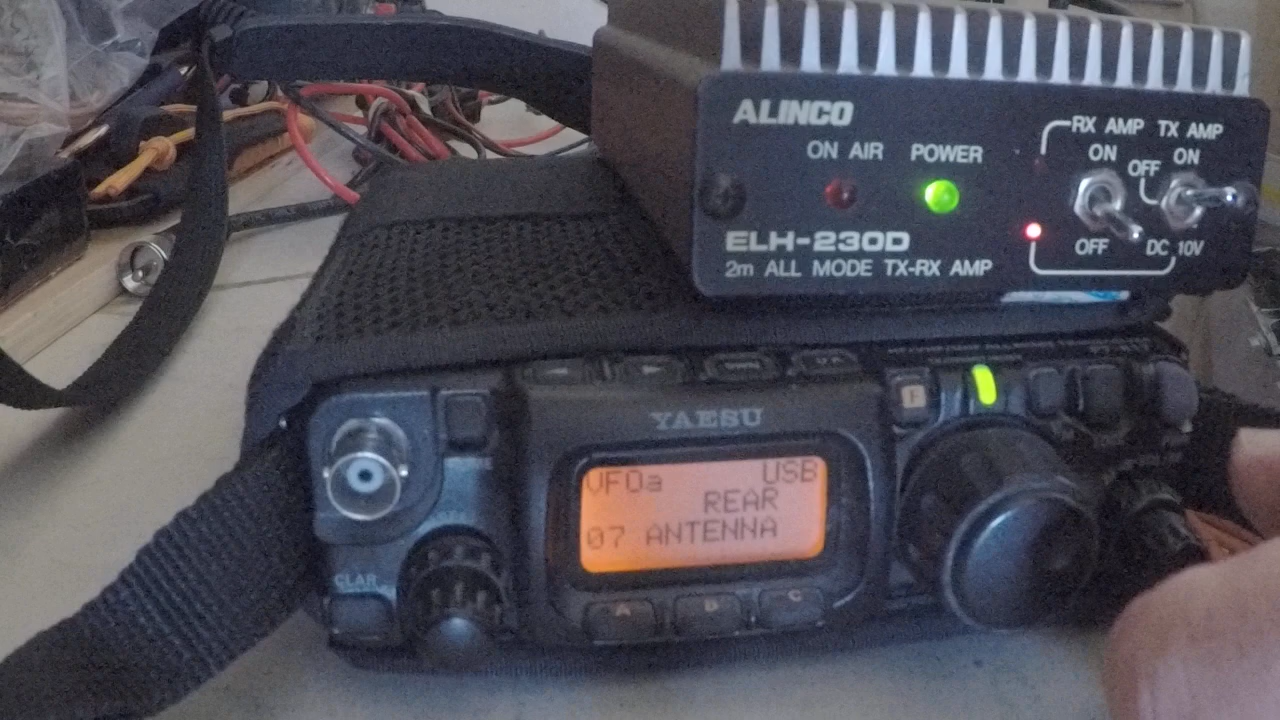 ALINCO
RX AMP TX AMP
ON AIR POWER ON ON
OFF
ELH-230D OFF DC 10V
2m ALL MODE TX-RX AMP
YAESU
F
VFOa USB
REAR
07 ANTENNA
CLAR
A B C